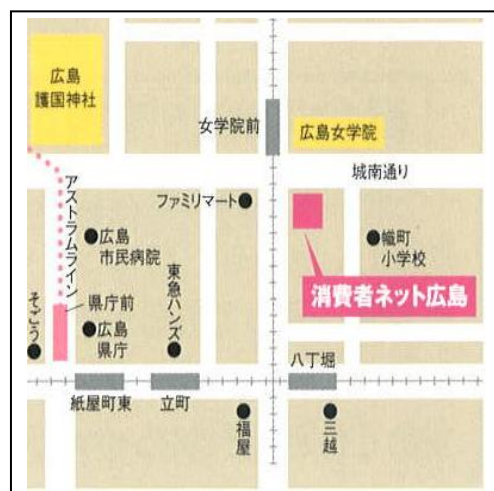 広島
護国神社
女学院前
広島女学院
城南通り
アストラムライン
ファミリマート
広島
市民病院
東急ハンズ
幟町
小学校
消費者ネット広島
県庁前
そごう
広島
県庁
八丁堀
紙屋町東
立町
福屋
三越